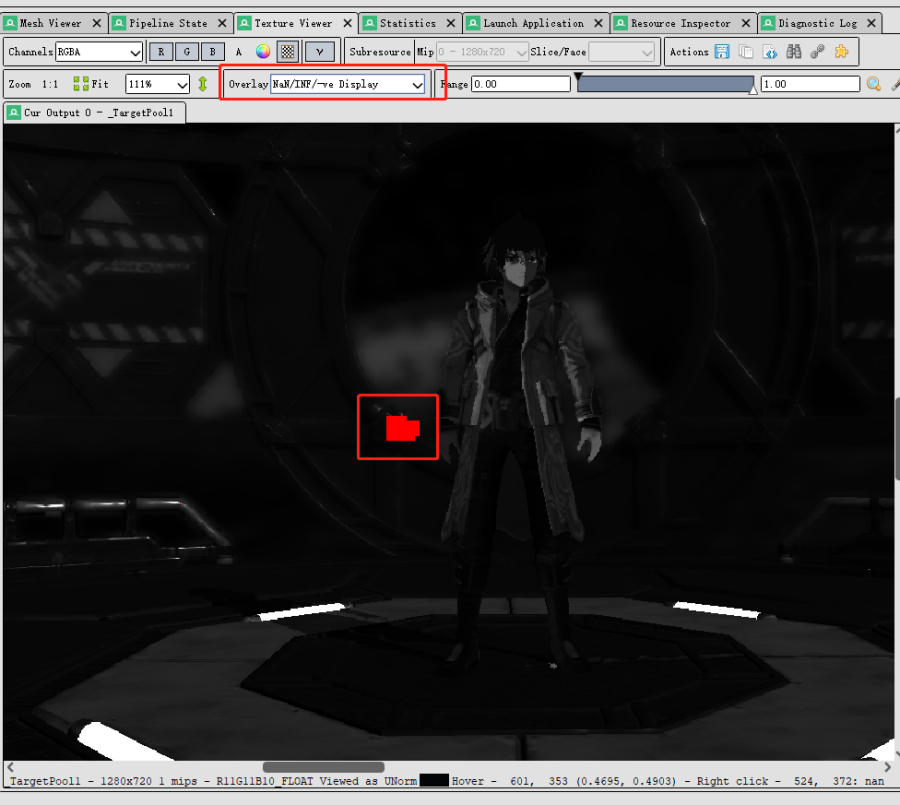 Mesh Viewer Pipeline State Texture Viewer Statistics Launch Application Resource Inspector Diagnostic Log
Channels RGBA R G B A γ Subresource Mip 0 - 1280x720 Slice/Face Actions
Zoom 1:1 Fit 111% Overlay NaN/INF/-ve Display Range 0.00 1.00
Cur Output 0 - _TargetPool1
_TargetPool1 - 1280x720 1 mips - R11G11B10_FLOAT Viewed as UNorm Hover - 601, 353 (0.4695, 0.4903) - Right click - 524, 372: nan